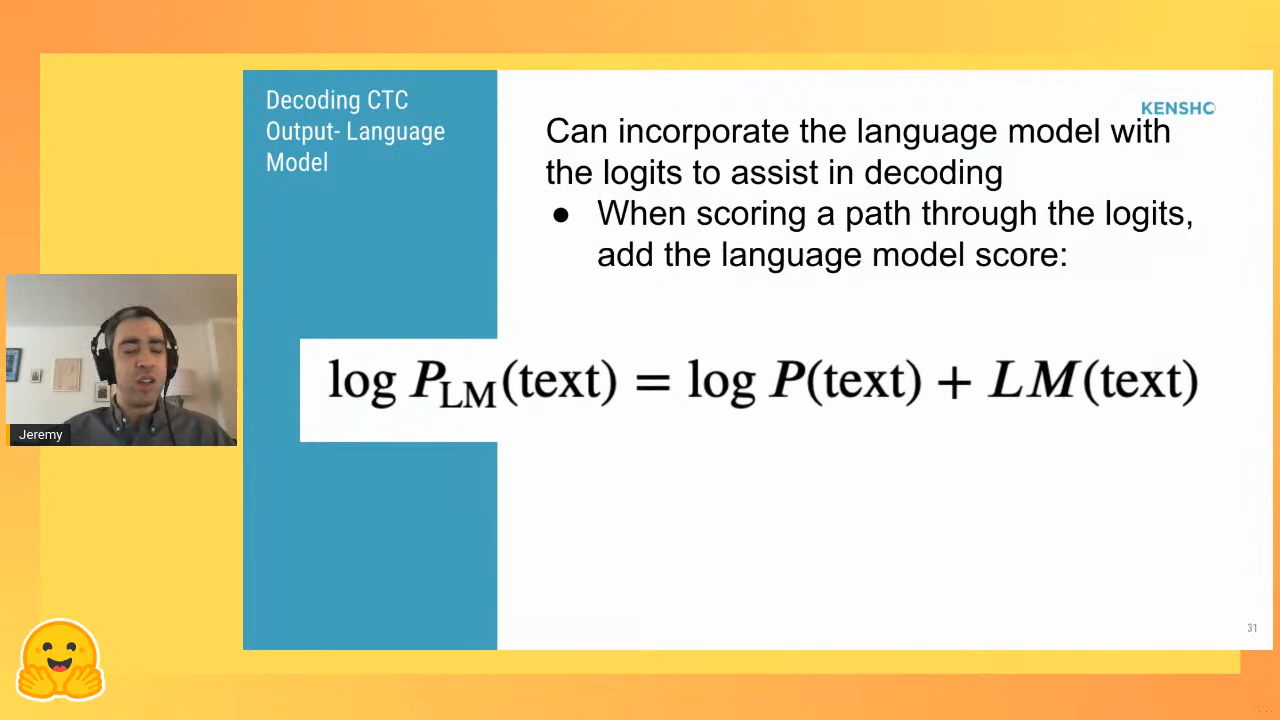 Decoding CTC
Output- Language
Model
KENSHO
Can incorporate the language model with
the logits to assist in decoding
● When scoring a path through the logits,
add the language model score:
log P_LM(text) = log P(text) + LM(text)
Jeremy
31